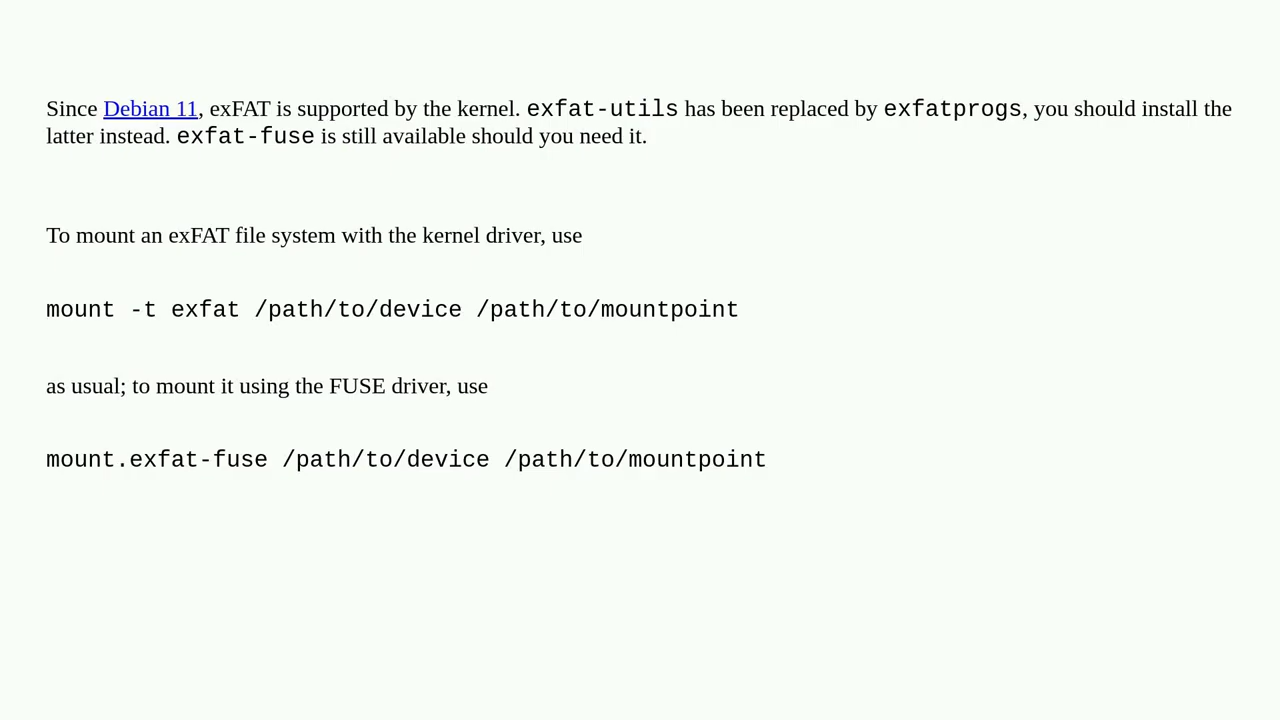 Since Debian 11, exFAT is supported by the kernel. exfat-utils has been replaced by exfatprogs, you should install the
latter instead. exfat-fuse is still available should you need it.
To mount an exFAT file system with the kernel driver, use
mount -t exfat /path/to/device /path/to/mountpoint
as usual; to mount it using the FUSE driver, use
mount.exfat-fuse /path/to/device /path/to/mountpoint